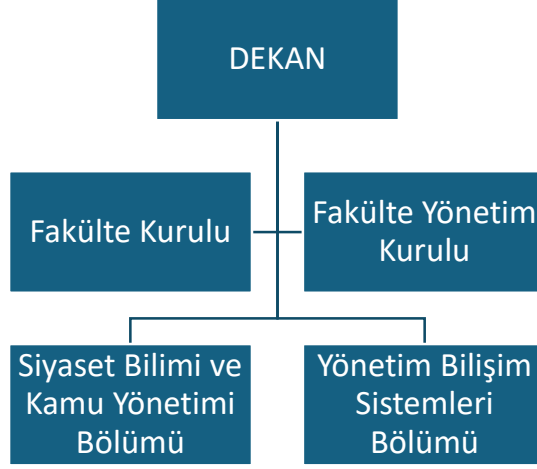 DEKAN
Fakülte Kurulu
Fakülte Yönetim
Kurulu
Siyaset Bilimi ve
Kamu Yönetimi
Bölümü
Yönetim Bilişim
Sistemleri
Bölümü